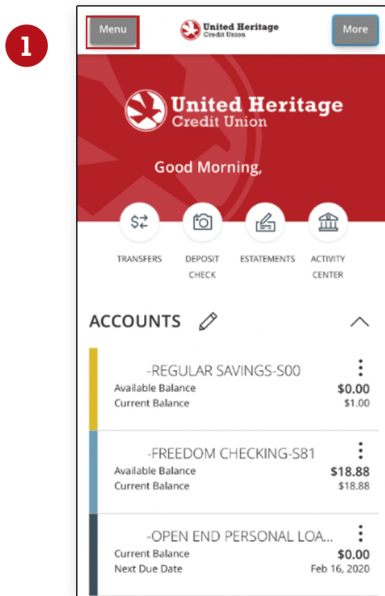 1
Menu
United Heritage
Credit Union
More
United Heritage
Credit Union
Good Morning,
TRANSFERS
DEPOSIT
CHECK
ESTATEMENTS
ACTIVITY
CENTER
ACCOUNTS
-REGULAR SAVINGS-S00
Available Balance $0.00
Current Balance $1.00
-FREEDOM CHECKING-S81
Available Balance $18.88
Current Balance $18.88
-OPEN END PERSONAL LOA...
Current Balance $0.00
Next Due Date Feb 16, 2020